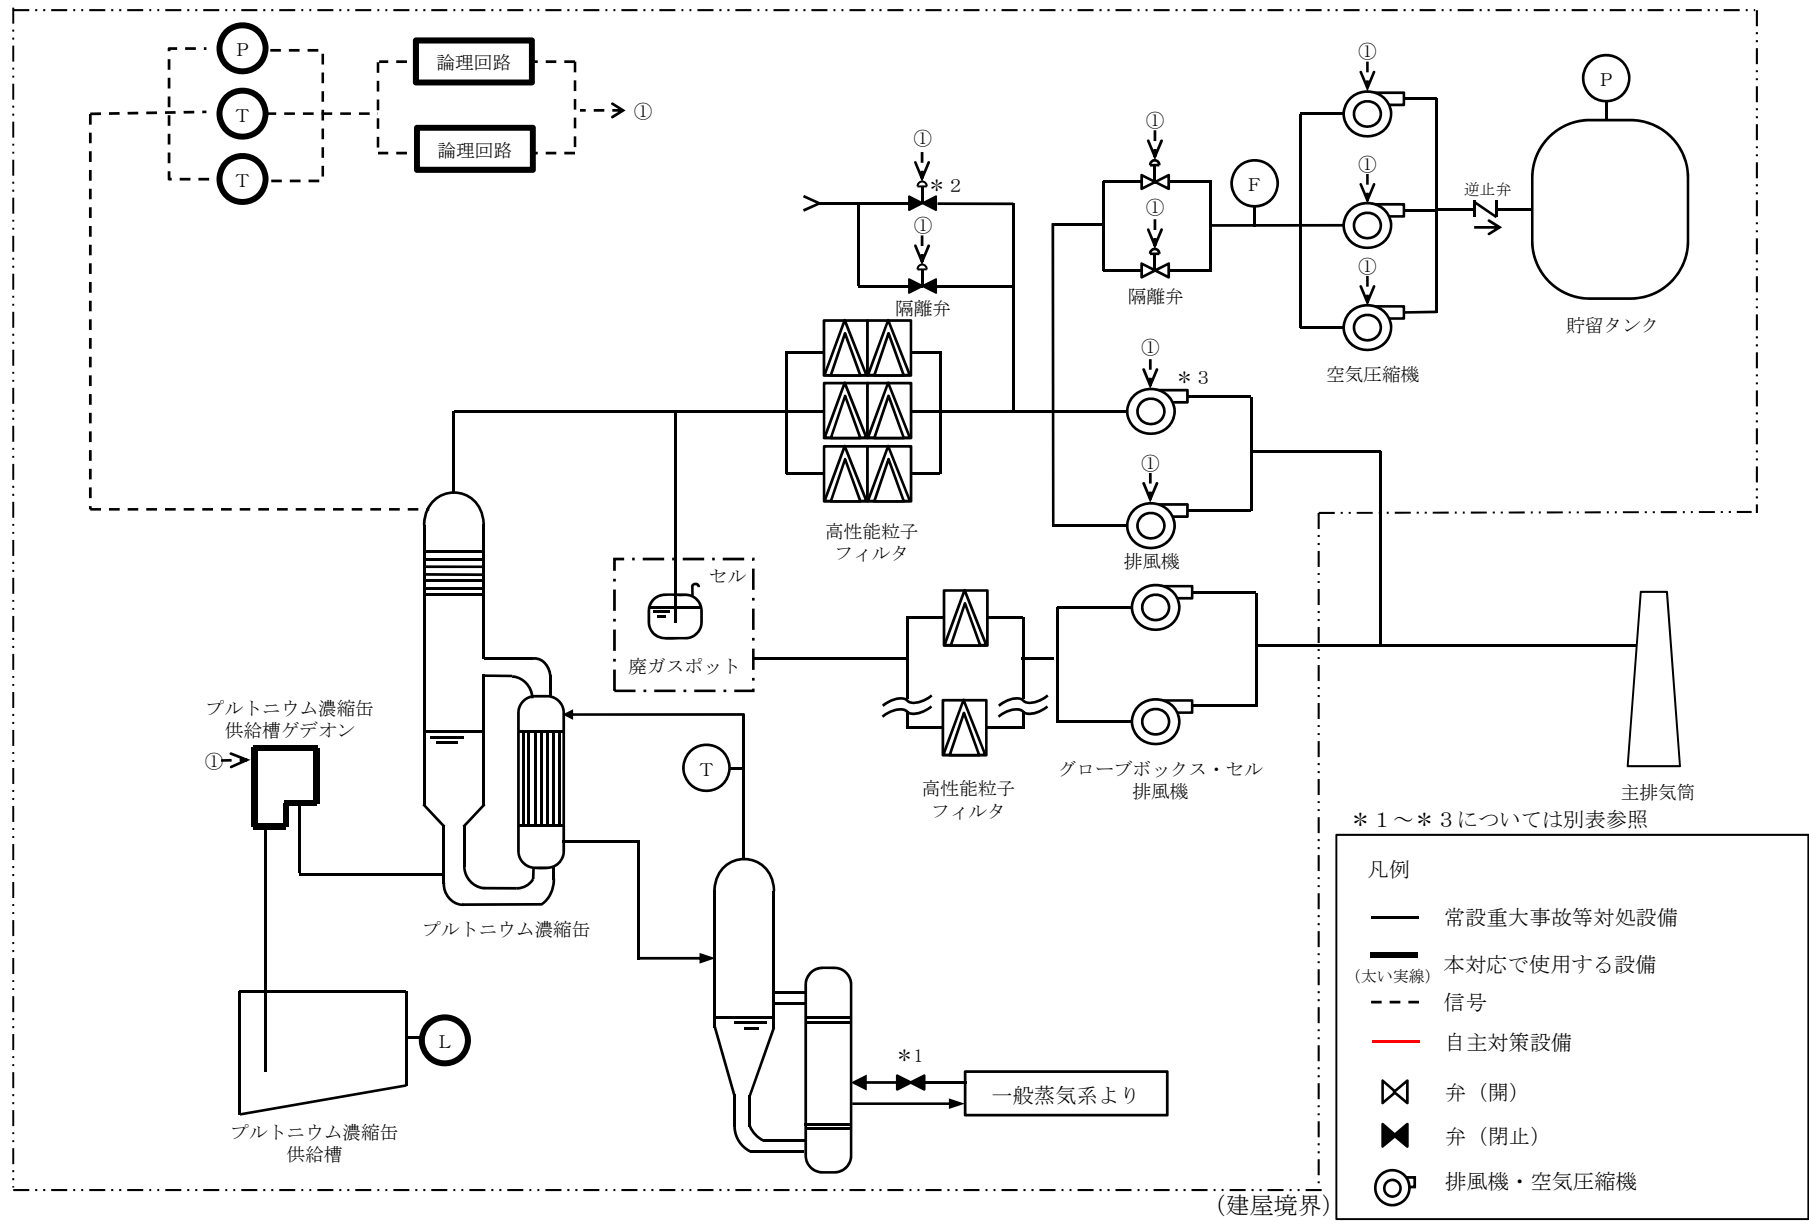 P
T
T
論理回路
論理回路
①
①
①
＊２
隔離弁
①
①
隔離弁
F
①
①
①
空気圧縮機
逆止弁
P
貯留タンク
高性能粒子
フィルタ
①
＊３
①
排風機
セル
廃ガスポット
高性能粒子
フィルタ
グローブボックス・セル
排風機
主排気筒
プルトニウム濃縮缶
供給槽ゲデオン
①
T
プルトニウム濃縮缶
L
プルトニウム濃縮缶
供給槽
＊1
一般蒸気系より
＊１～＊３については別表参照
凡例
常設重大事故等対処設備
本対応で使用する設備
（太い実線）
信号
自主対策設備
弁（開）
弁（閉止）
排風機・空気圧縮機
（建屋境界）